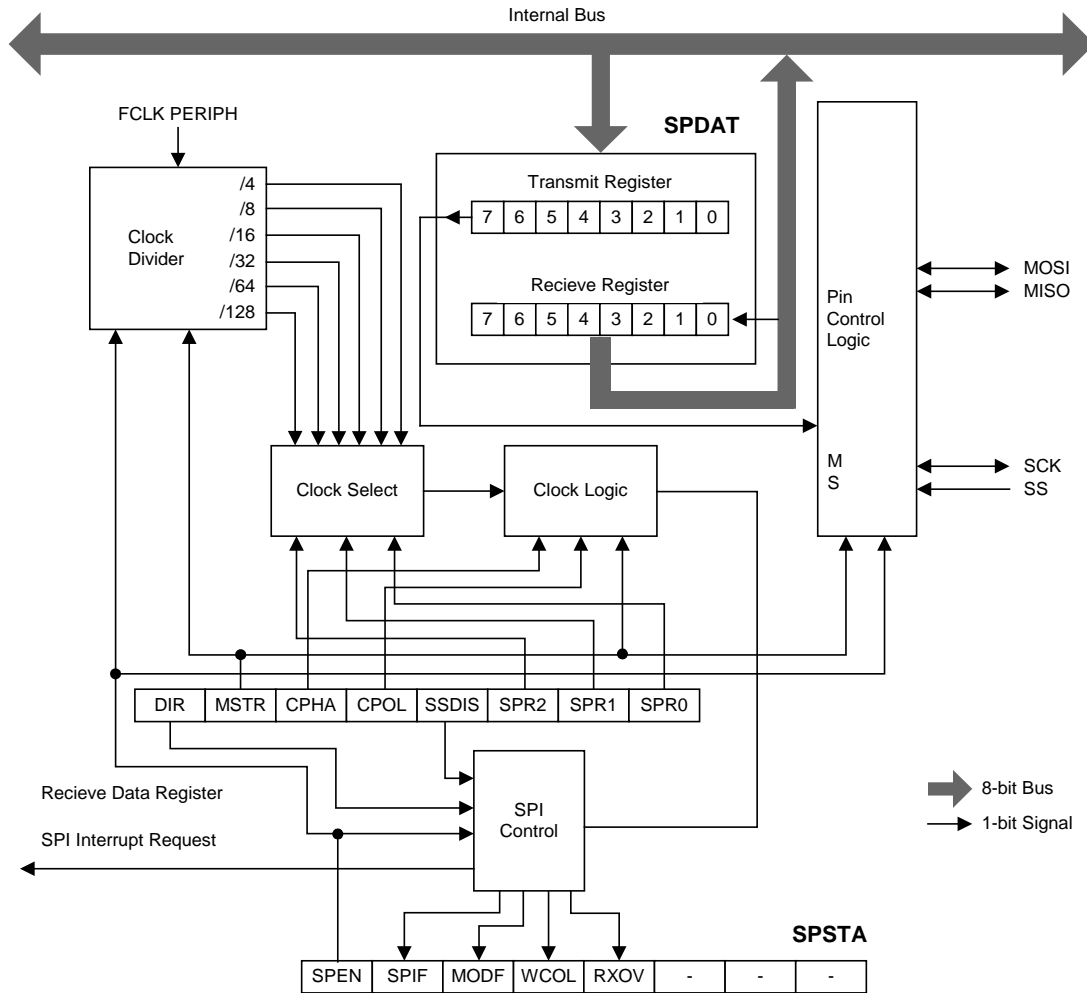 Internal Bus
FCLK PERIPH
SPDAT
/4
/8
/16
/32
/64
/128
Clock
Divider
Transmit Register
7 6 5 4 3 2 1 0
Recieve Register
7 6 5 4 3 2 1 0
Pin
Control
Logic
M
S
MOSI
MISO
SCK
SS
Clock Select
Clock Logic
DIR MSTR CPHA CPOL SSDIS SPR2 SPR1 SPR0
Recieve Data Register
SPI Interrupt Request
SPI
Control
8-bit Bus
1-bit Signal
SPSTA
SPEN SPIF MODF WCOL RXOV - - -